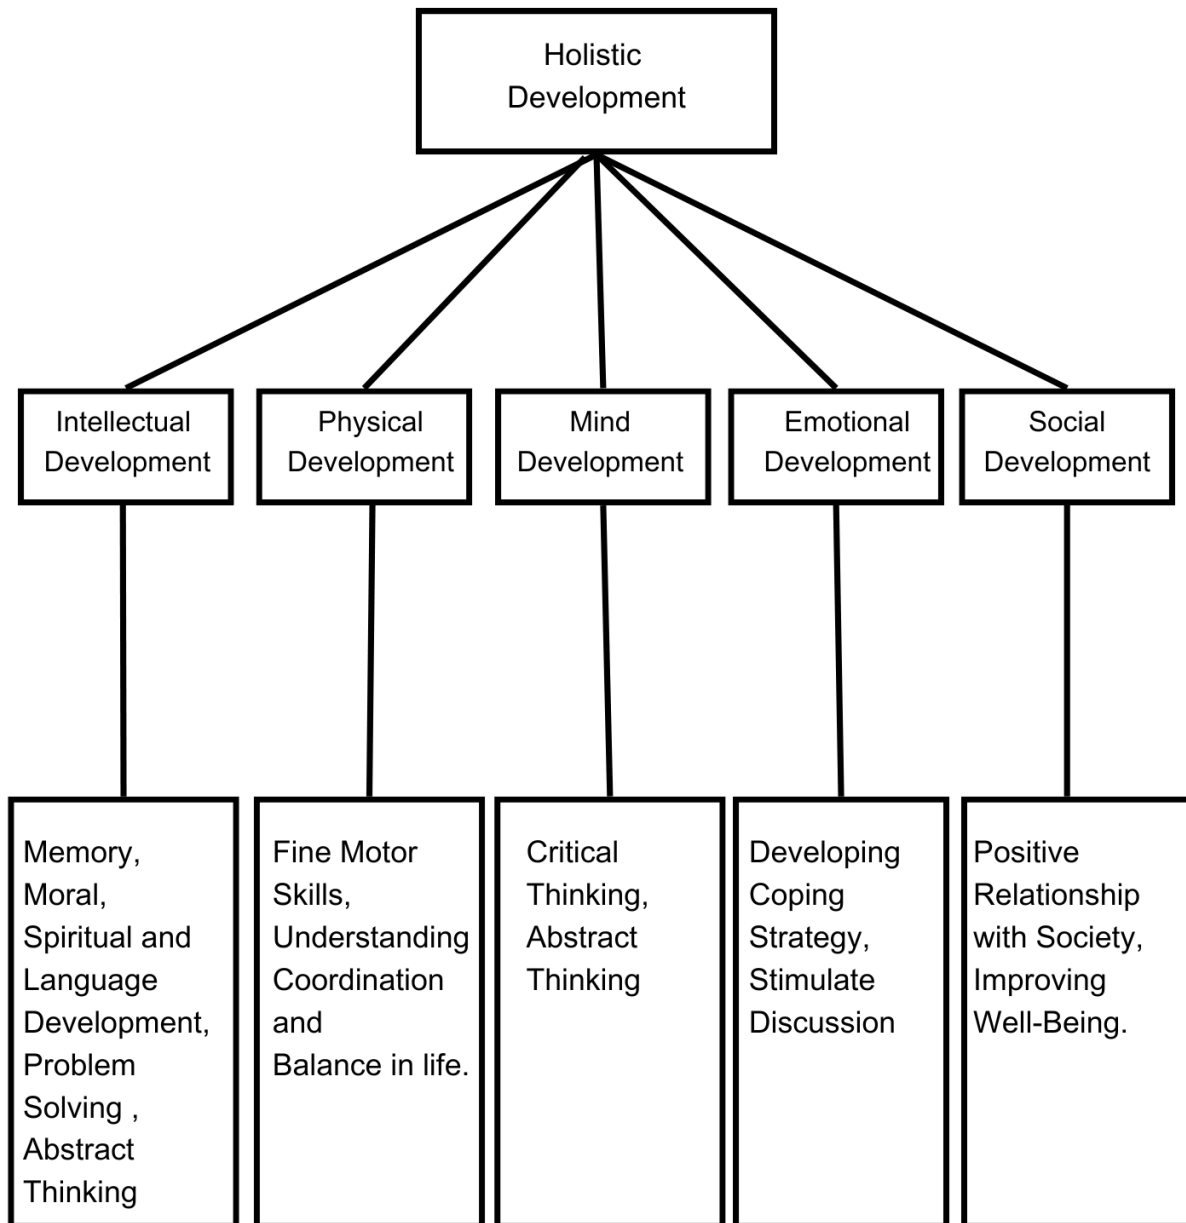 Holistic
Development
Intellectual
Development
Physical
Development
Mind
Development
Emotional
Development
Social
Development
Memory,
Moral,
Spiritual and
Language
Development,
Problem
Solving ,
Abstract
Thinking
Fine Motor
Skills,
Understanding
Coordination
and
Balance in life.
Critical
Thinking,
Abstract
Thinking
Developing
Coping
Strategy,
Stimulate
Discussion
Positive
Relationship
with Society,
Improving
Well-Being.